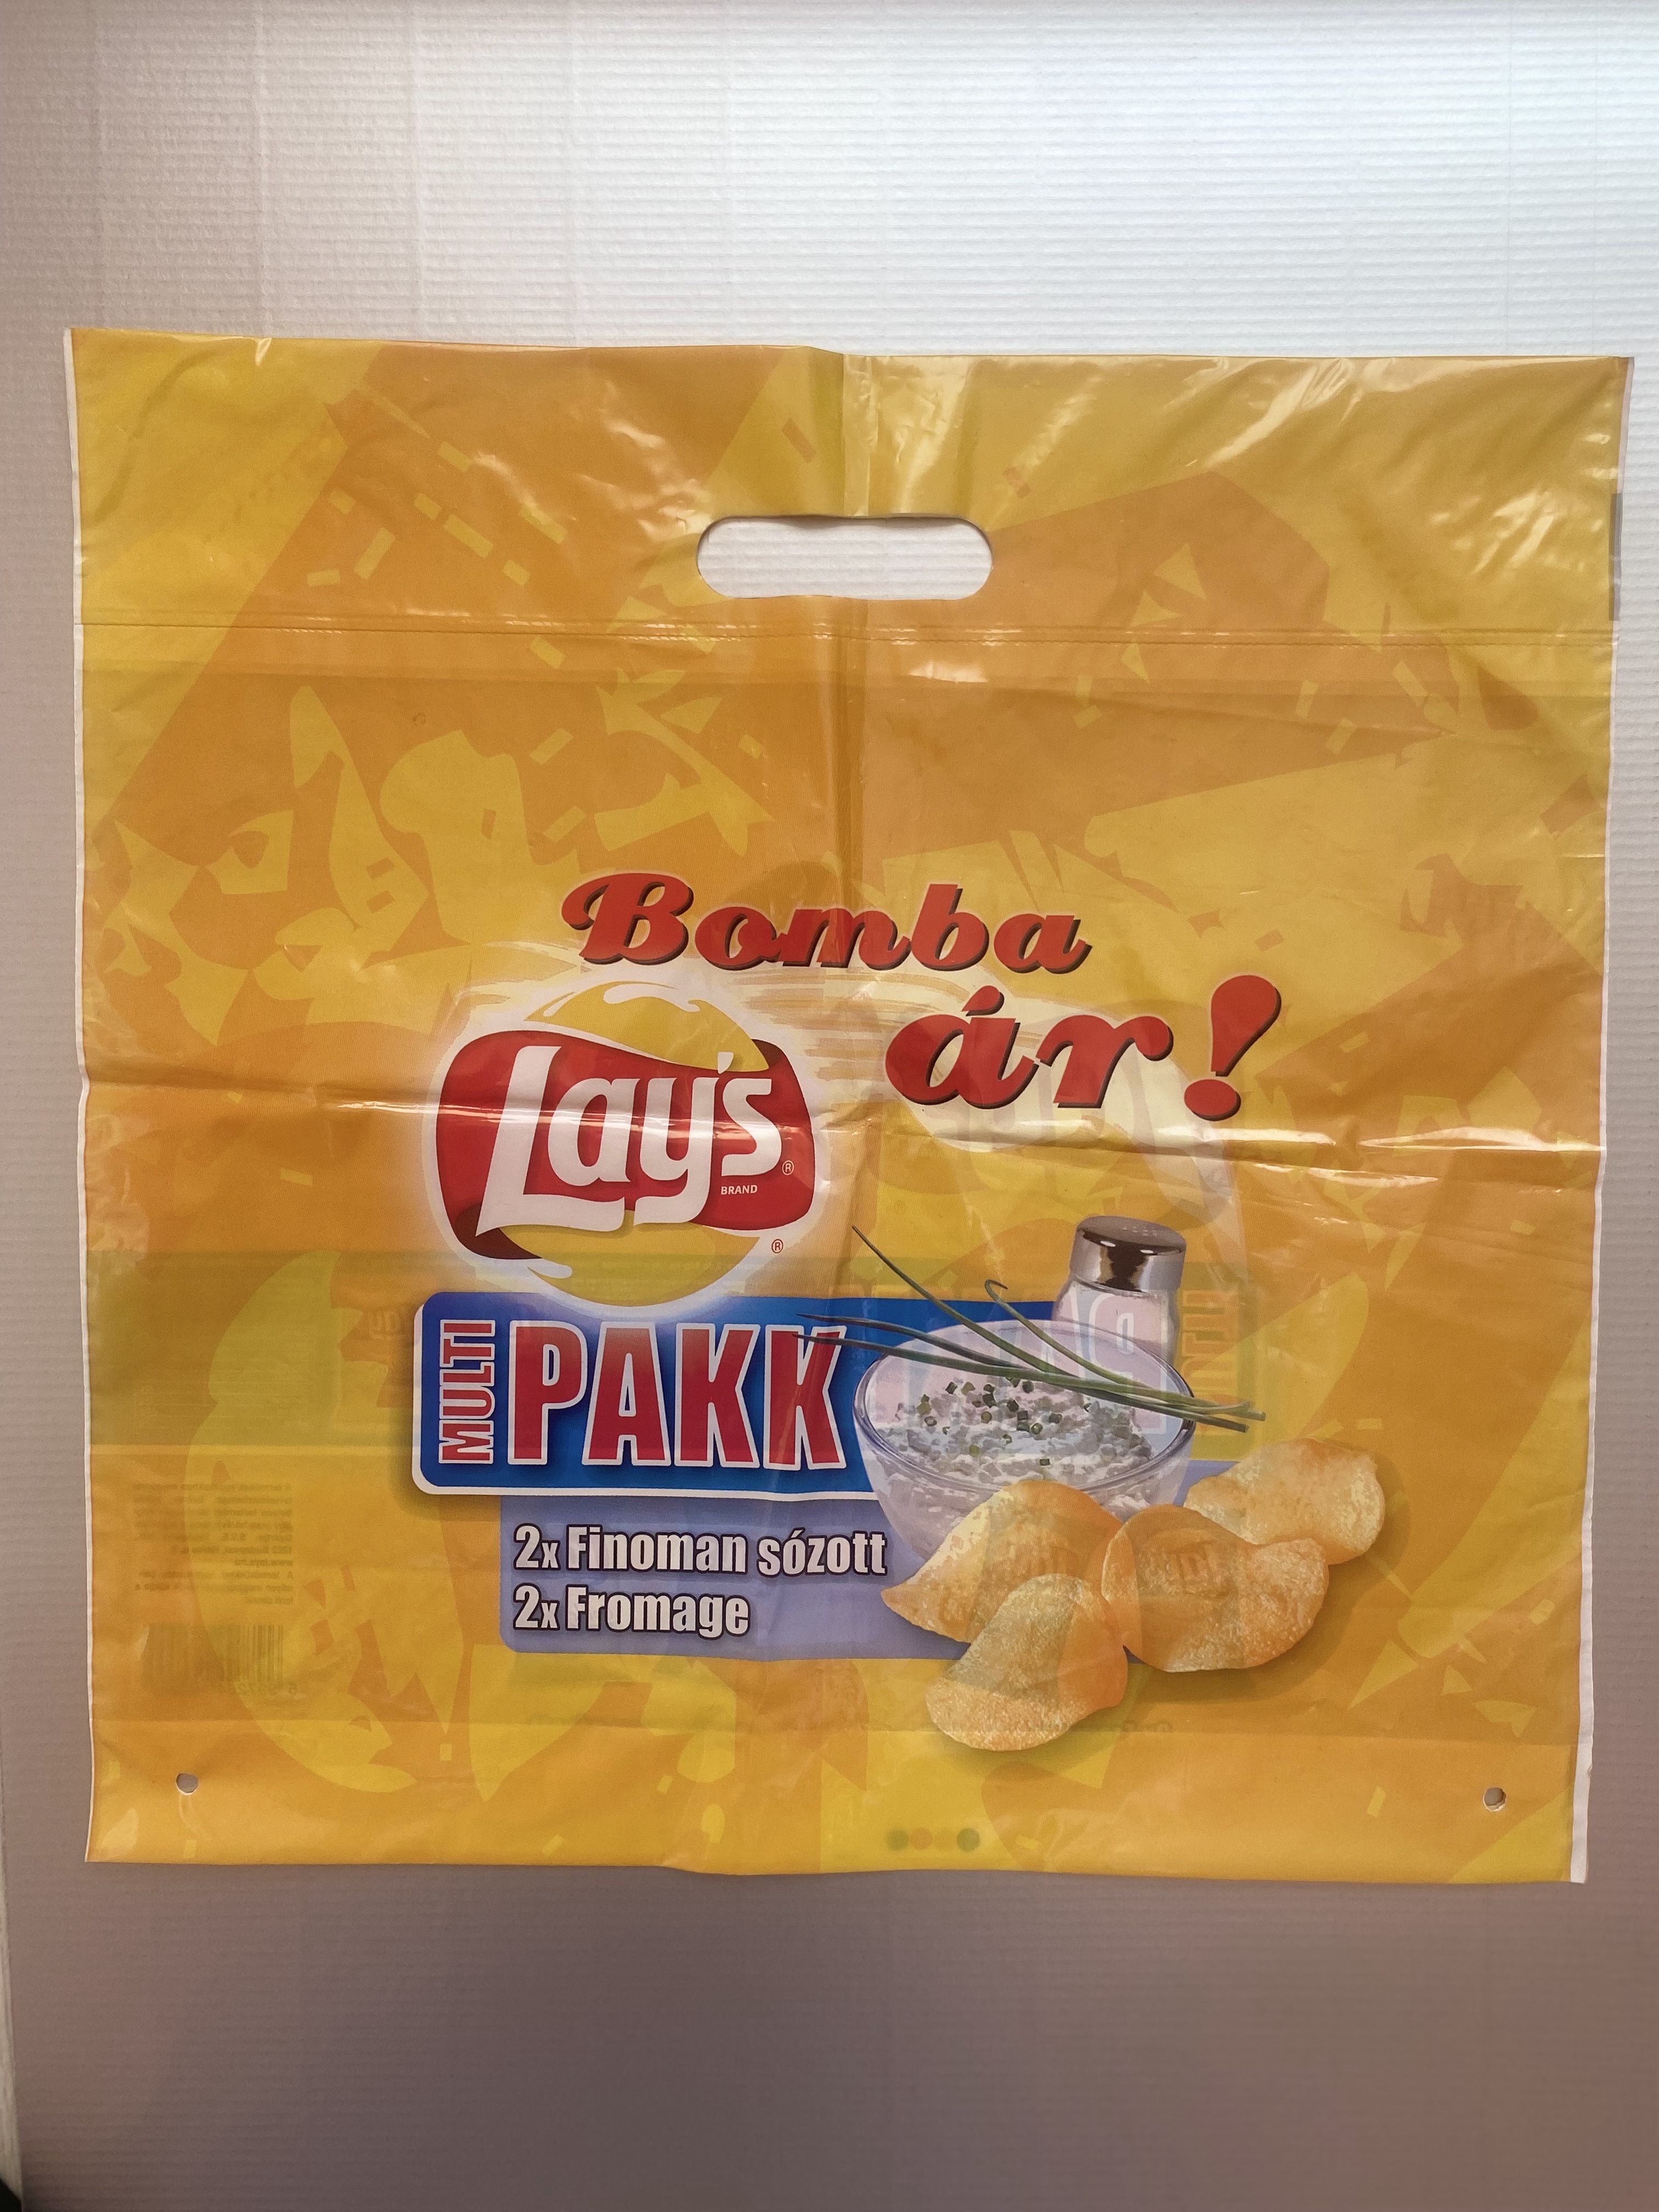 Bomba
ár!
Lay's ®
BRAND
®
MULTI
PAKK
2x Finoman sózott
2x Fromage